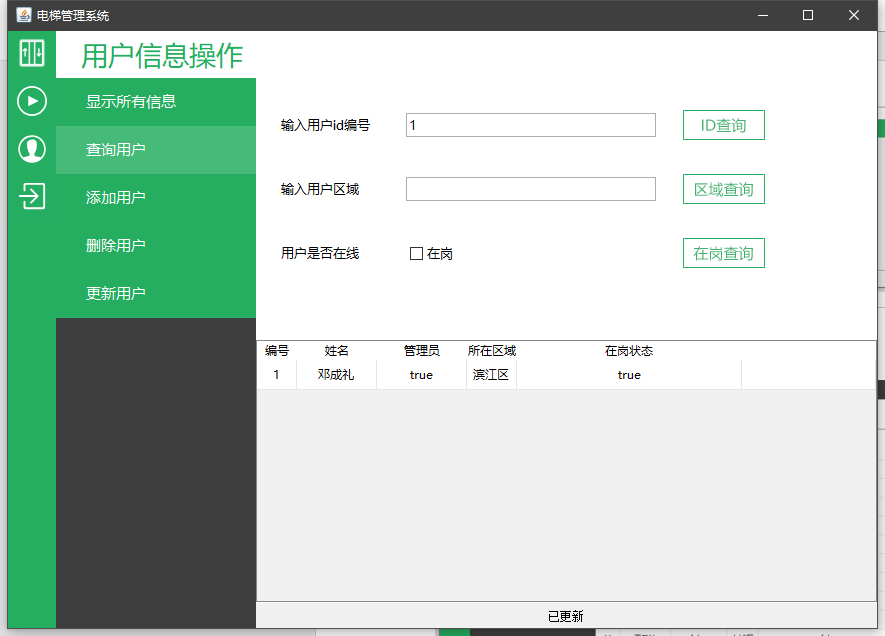 电梯管理系统
用户信息操作
显示所有信息
查询用户
添加用户
删除用户
更新用户
输入用户id编号 1 ID查询
输入用户区域 区域查询
用户是否在线 在岗 在岗查询
编号 姓名 管理员 所在区域 在岗状态
1 邓成礼 true 滨江区 true
已更新